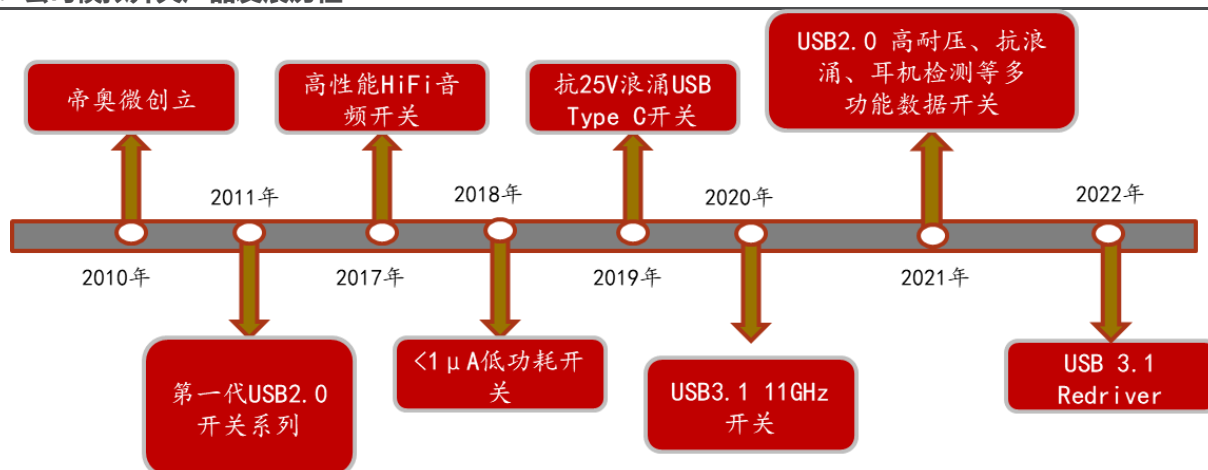 帝奥微创立
高性能HiFi音
频开关
抗25V浪涌USB
Type C开关
USB2.0 高耐压、抗浪
涌、耳机检测等多
功能数据开关
2011年
2018年
2020年
2022年
2010年
2017年
2019年
2021年
第一代USB2.0
开关系列
<1μA低功耗开
关
USB3.1 11GHz
开关
USB 3.1
Redriver